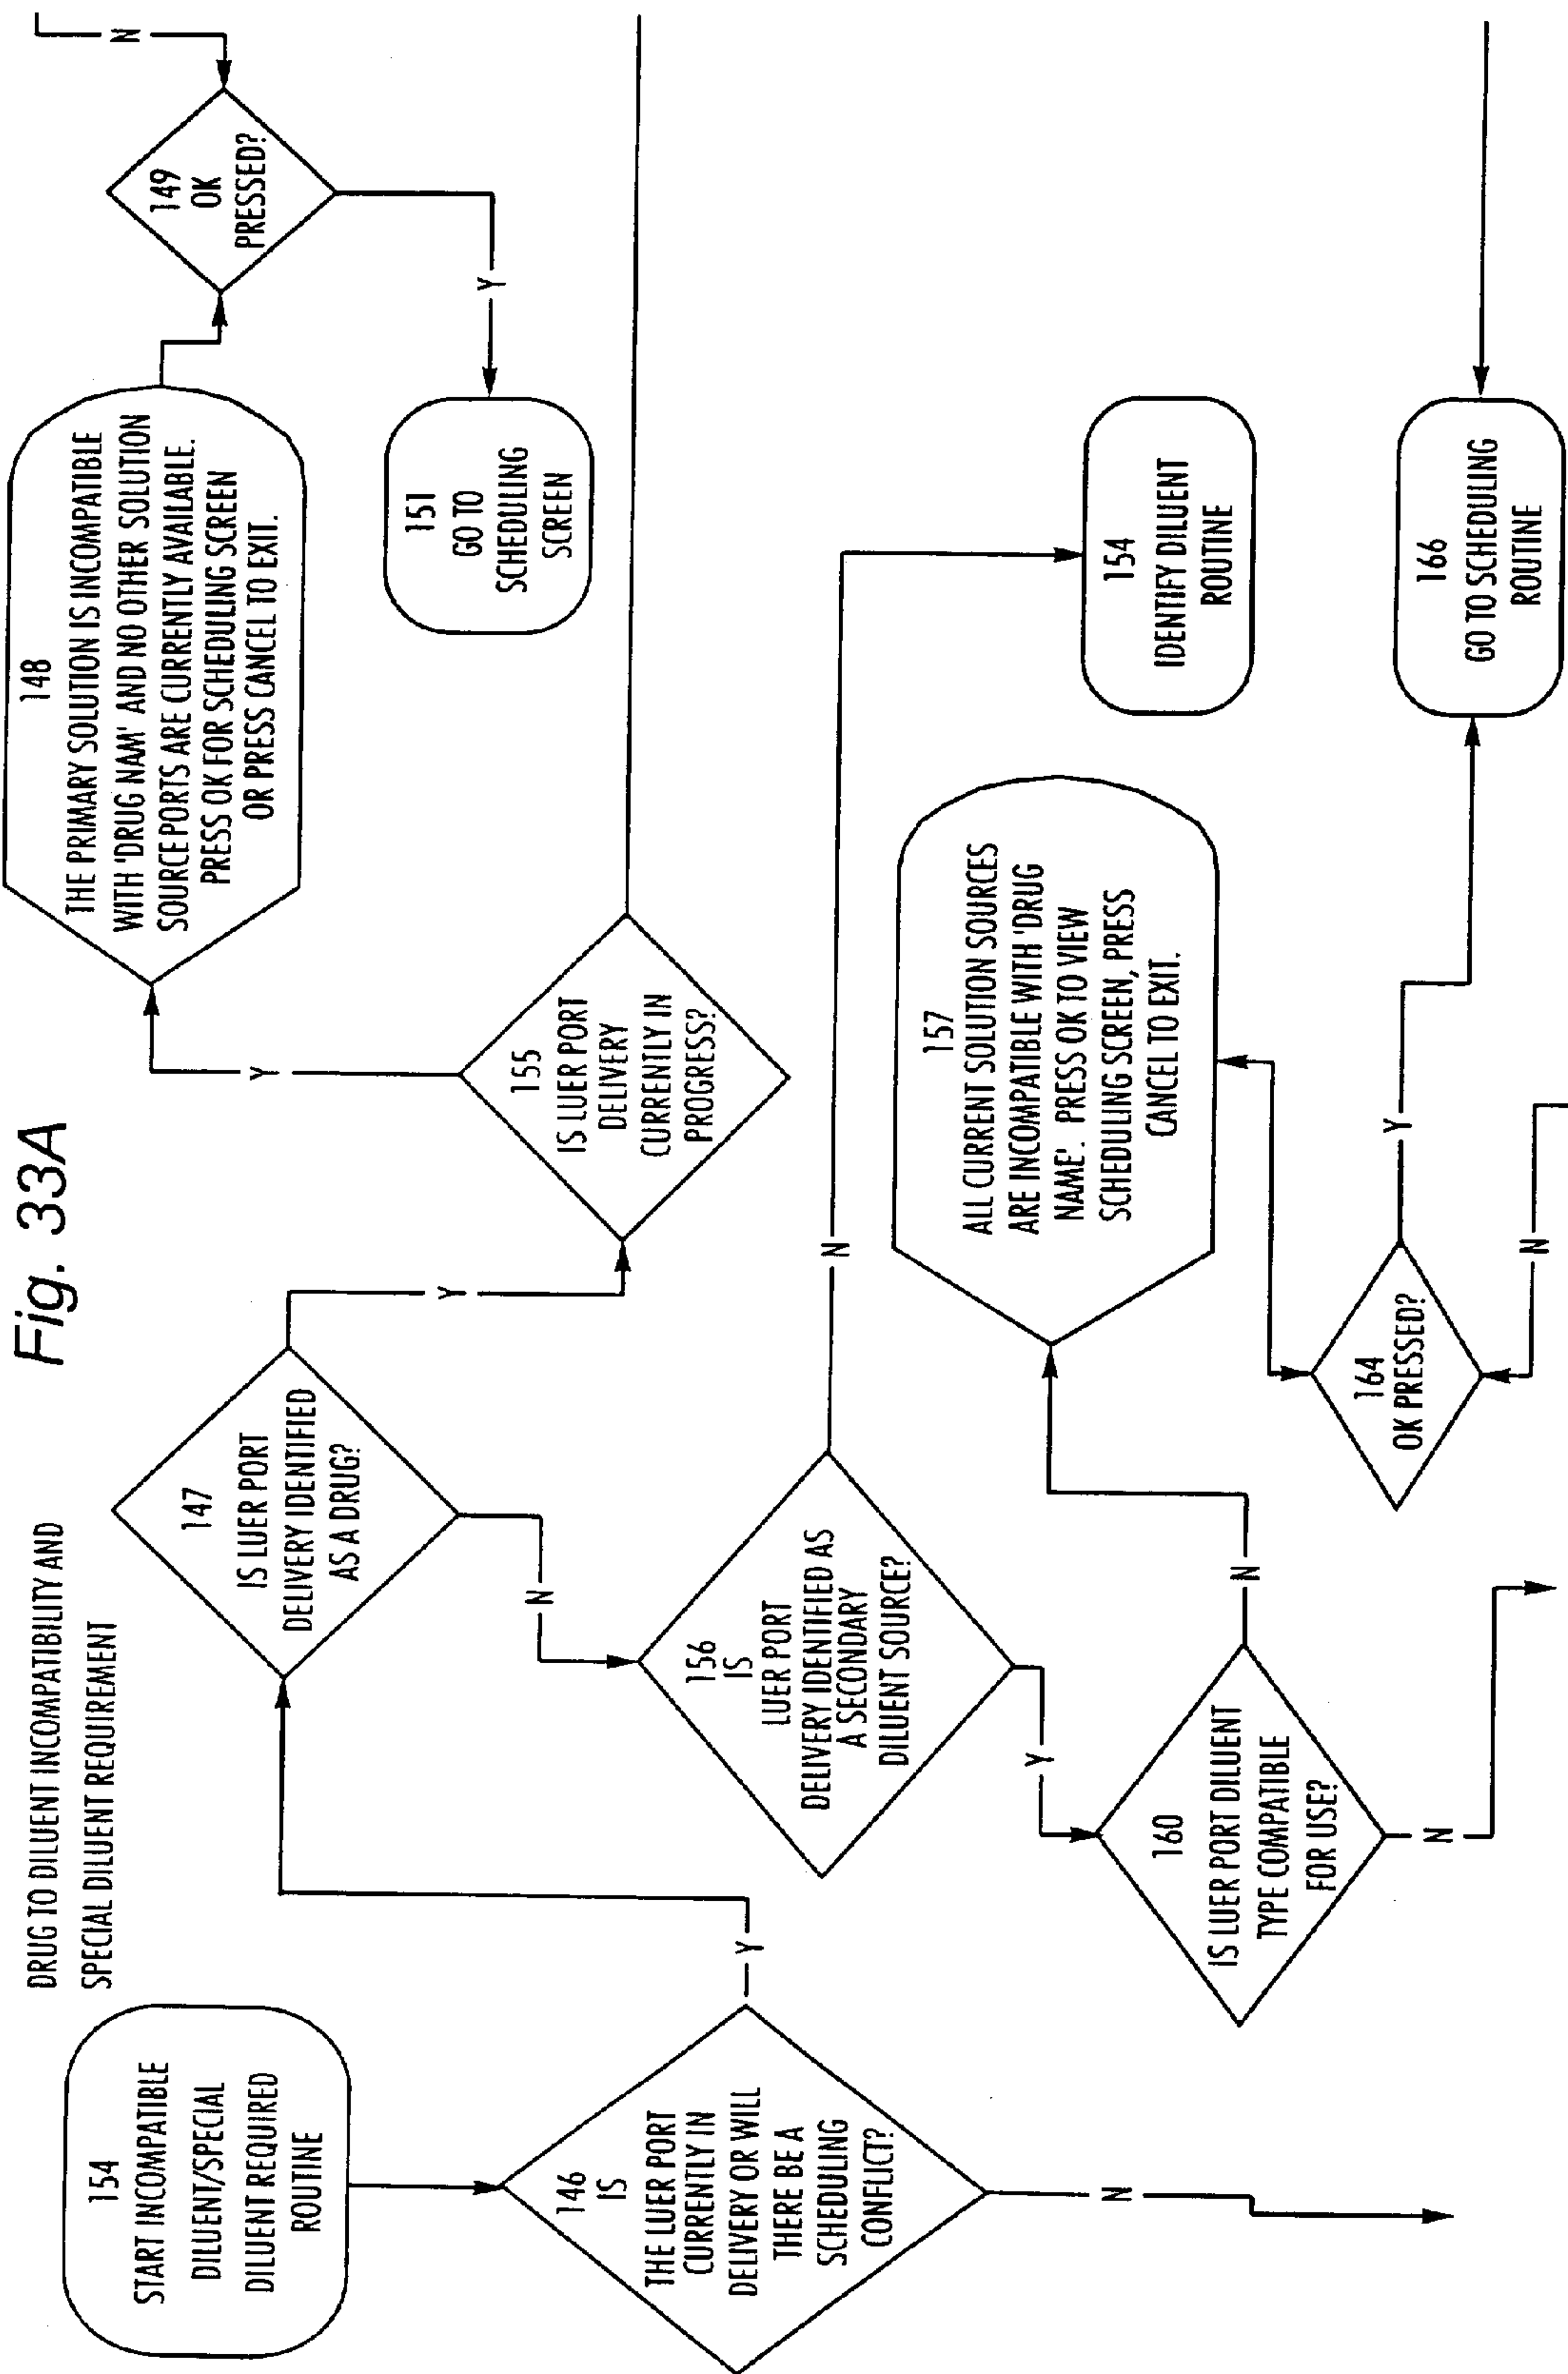 Fig. 33A
DRUG TO DILUENT INCOMPATIBILITY AND
SPECIAL DILUENT REQUIREMENT
154
START INCOMPATIBLE
DILUENT/SPECIAL
DILUENT REQUIRED
ROUTINE
146
IS
THE LUER PORT
CURRENTLY IN
DELIVERY OR WILL
THERE BE A
SCHEDULING
CONFLICT?
Y
N
147
IS LUER PORT
DELIVERY IDENTIFIED
AS A DRUG?
Y
N
155
IS LUER PORT
DELIVERY
CURRENTLY IN
PROGRESS?
Y
148
THE PRIMARY SOLUTION IS INCOMPATIBLE
WITH 'DRUG NAM' AND NO OTHER SOLUTION
SOURCE PORTS ARE CURRENTLY AVAILABLE.
PRESS OK FOR SCHEDULING SCREEN
OR PRESS CANCEL TO EXIT.
149
OK
PRESSED?
N
Y
151
GO TO
SCHEDULING
SCREEN
156
IS
LUER PORT
DELIVERY IDENTIFIED AS
A SECONDARY
DILUENT SOURCE?
N
Y
154
IDENTIFY DILUENT
ROUTINE
160
IS LUER PORT DILUENT
TYPE COMPATIBLE
FOR USE?
N
N
157
ALL CURRENT SOLUTION SOURCES
ARE INCOMPATIBLE WITH 'DRUG
NAME'. PRESS OK TO VIEW
SCHEDULING SCREEN, PRESS
CANCEL TO EXIT.
164
OK PRESSED?
Y
N
166
GO TO SCHEDULING
ROUTINE